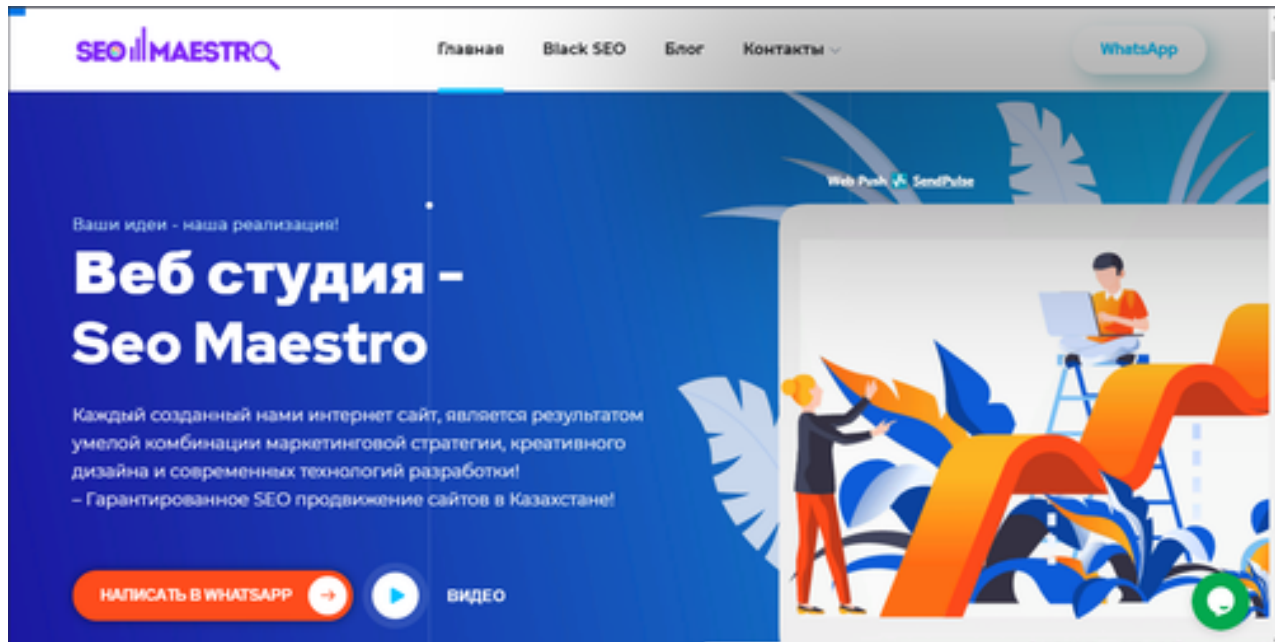 SEO MAESTRO
Главная Black SEO Блог Контакты WhatsApp
Web Push SendPulse
Ваши идеи - наша реализация!
Веб студия -
Seo Maestro
Каждый созданный нами интернет сайт, является результатом
умелой комбинации маркетинговой стратегии, креативного
дизайна и современных технологий разработки!
– Гарантированное SEO продвижение сайтов в Казахстане!
НАПИСАТЬ В WHATSAPP ВИДЕО